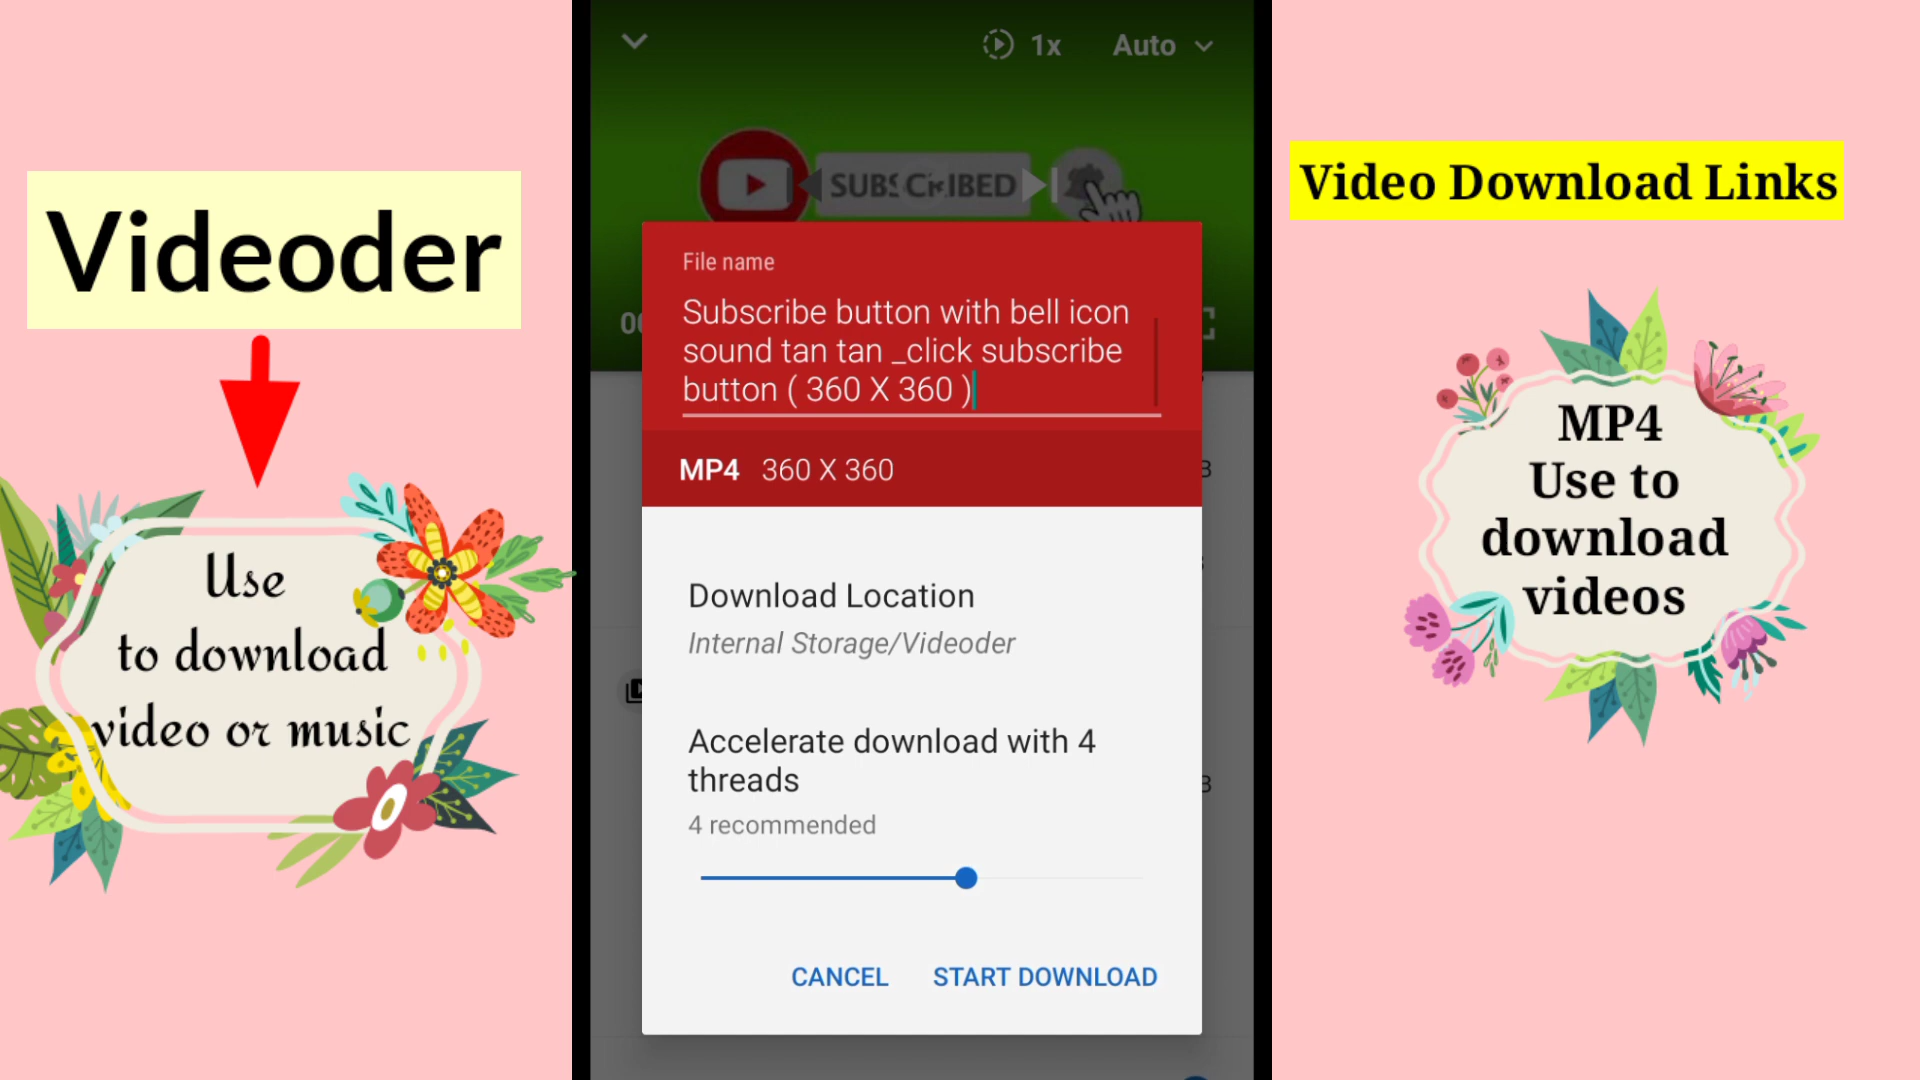 Videoder
Use
to download
video or music
1x Auto
SUBSCRIBED
File name
Subscribe button with bell icon
sound tan tan _click subscribe
button ( 360 X 360 )
MP4 360 X 360
Download Location
Internal Storage/Videoder
Accelerate download with 4
threads
4 recommended
CANCEL START DOWNLOAD
Video Download Links
MP4
Use to
download
videos